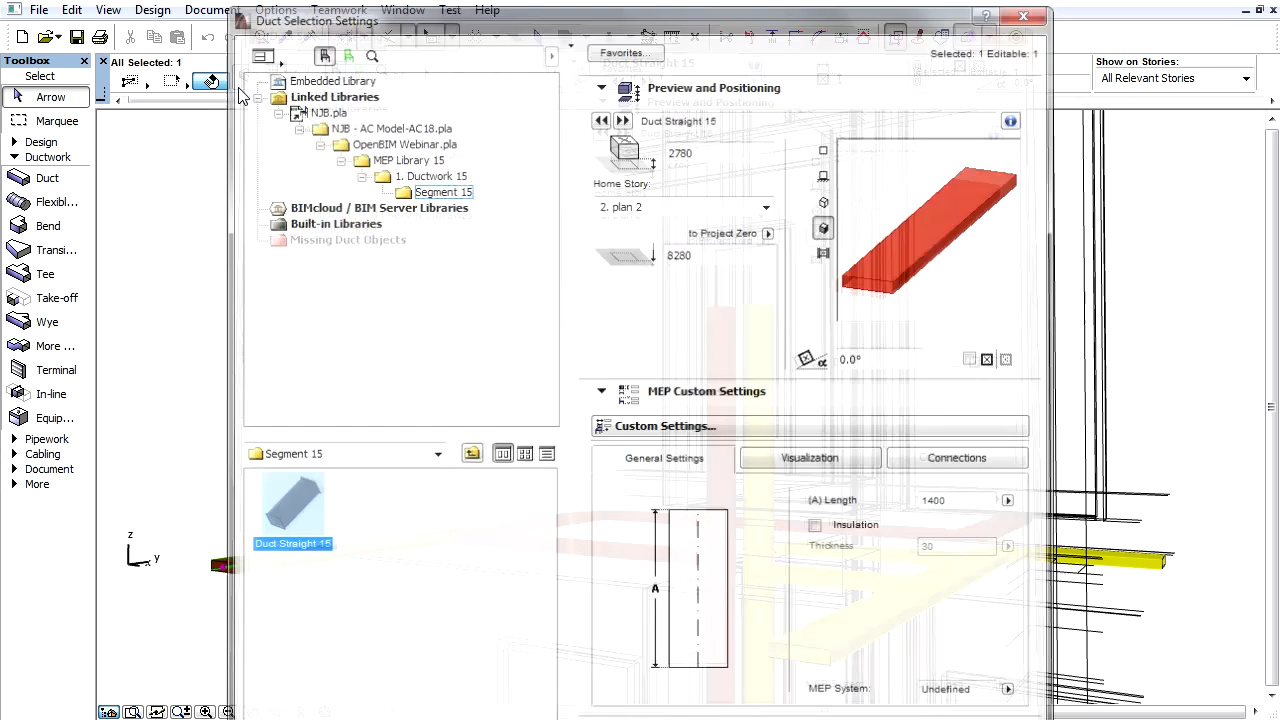 File Edit View Design Document Options Teamwork Window Test Help
Duct Selection Settings
Toolbox
Select
Arrow
Marquee
Design
Ductwork
Duct
Flexibl...
Bend
Tee
Take-off
Wye
More ...
Terminal
Inline
Equip...
Pipework
Cabling
Document
More
All Selected: 1
Embedded Library
Linked Libraries
NJB.pla
NJB - AC Model-AC18.pla
OpenBIM Webinar.pla
MEP Library 15
1. Ductwork 15
Segment 15
BIMcloud / BIM Server Libraries
Built-in Libraries
Missing Duct Objects
Segment 15
Duct Straight 15
Favorites...
Selected: 1 Editable: 1
Preview and Positioning
Duct Straight 15
2780
Home Story:
2. plan 2
to Project Zero
8280
α
0.0°
MEP Custom Settings
Custom Settings...
General Settings
Visualization
Connections
A
(A) Length
1400
Insulation
Thickness
30
MEP System:
Undefined
Show on Stories:
All Relevant Stories
z
y
x